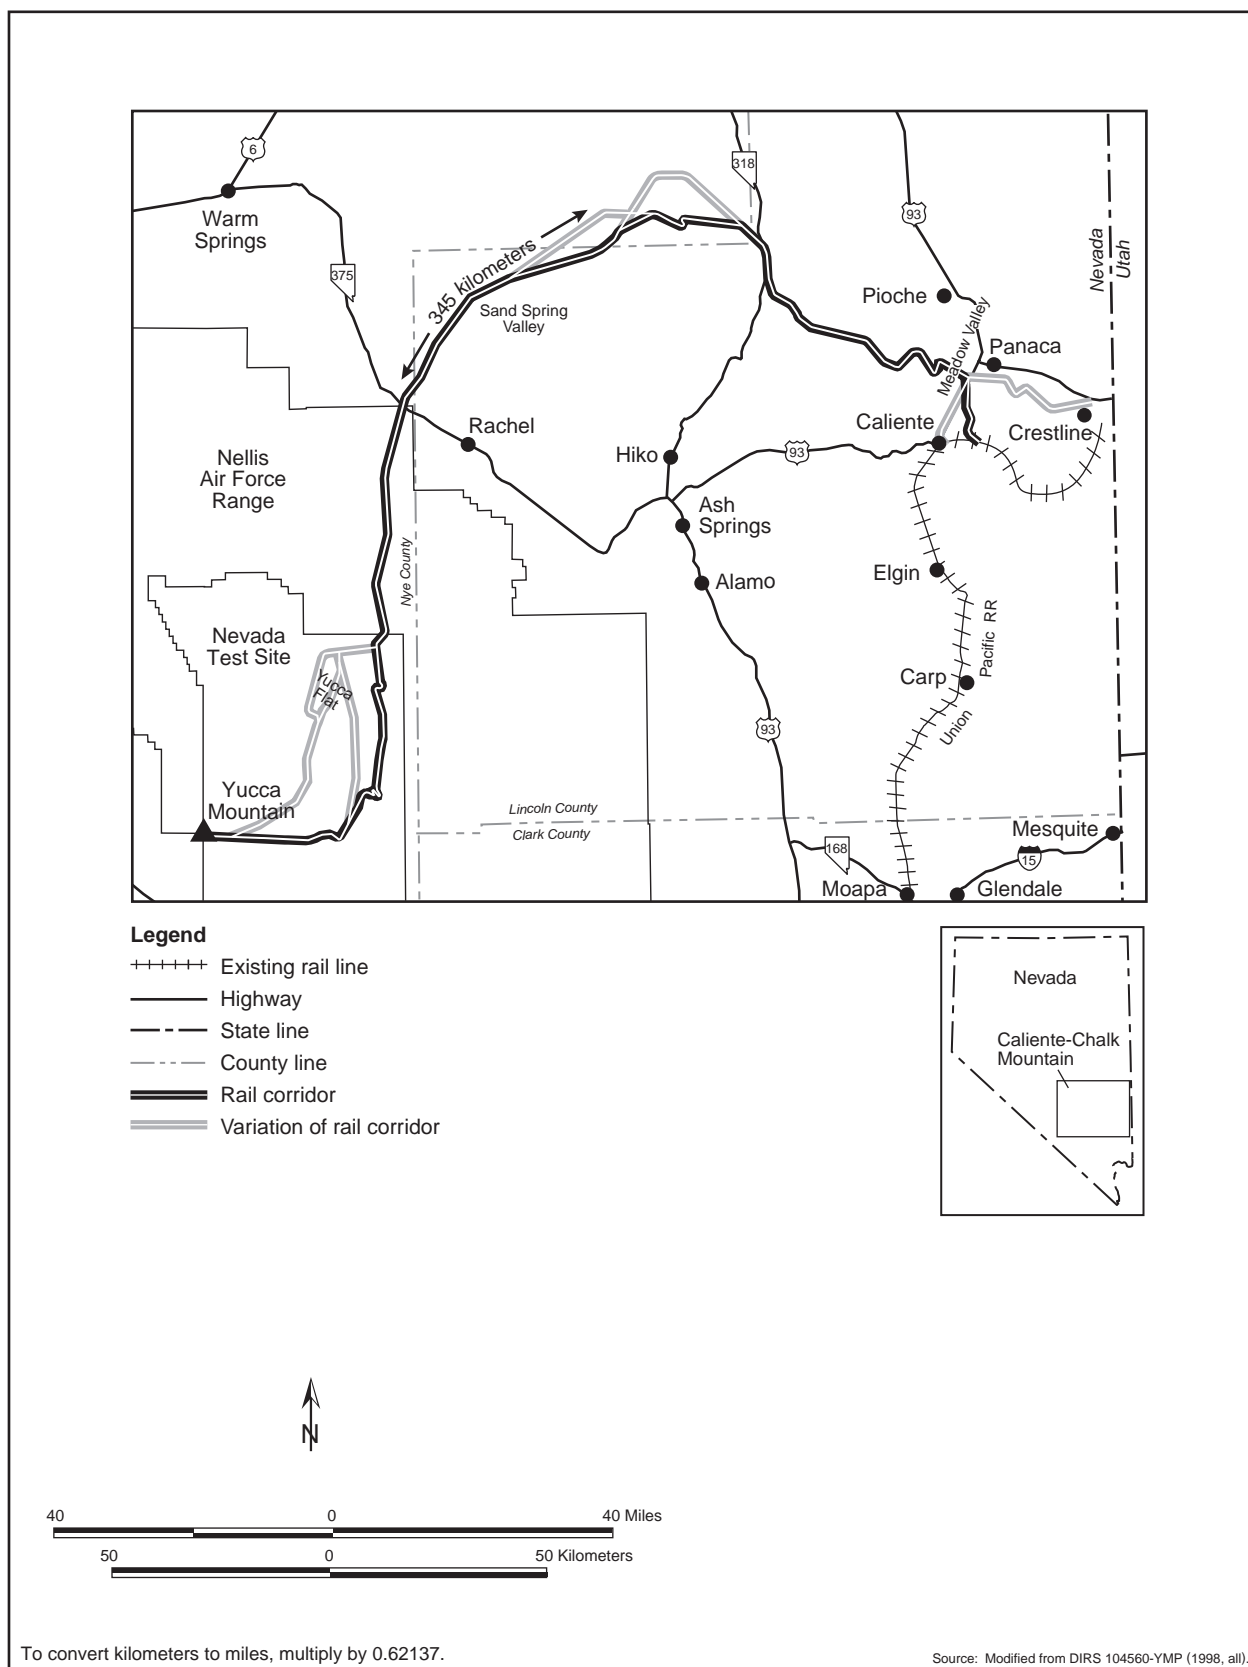 6
318
93
Warm
Springs
375
345 kilometers
Sand Spring
Valley
Nevada
Utah
Pioche
Meadow Valley
Panaca
Rachel
Caliente
Crestline
Hiko
93
Nellis
Air Force
Range
Ash
Springs
Nye County
Elgin
Alamo
Nevada
Test Site
Pacific RR
Yucca
Flat
Carp
Union
93
Yucca
Mountain
Lincoln County
Clark County
Mesquite
168
15
Moapa
Glendale
Legend
Existing rail line
Highway
State line
County line
Rail corridor
Variation of rail corridor
Nevada
Caliente-Chalk
Mountain
N
40 0 40 Miles
50 0 50 Kilometers
To convert kilometers to miles, multiply by 0.62137.
Source: Modified from DIRS 104560-YMP (1998, all).